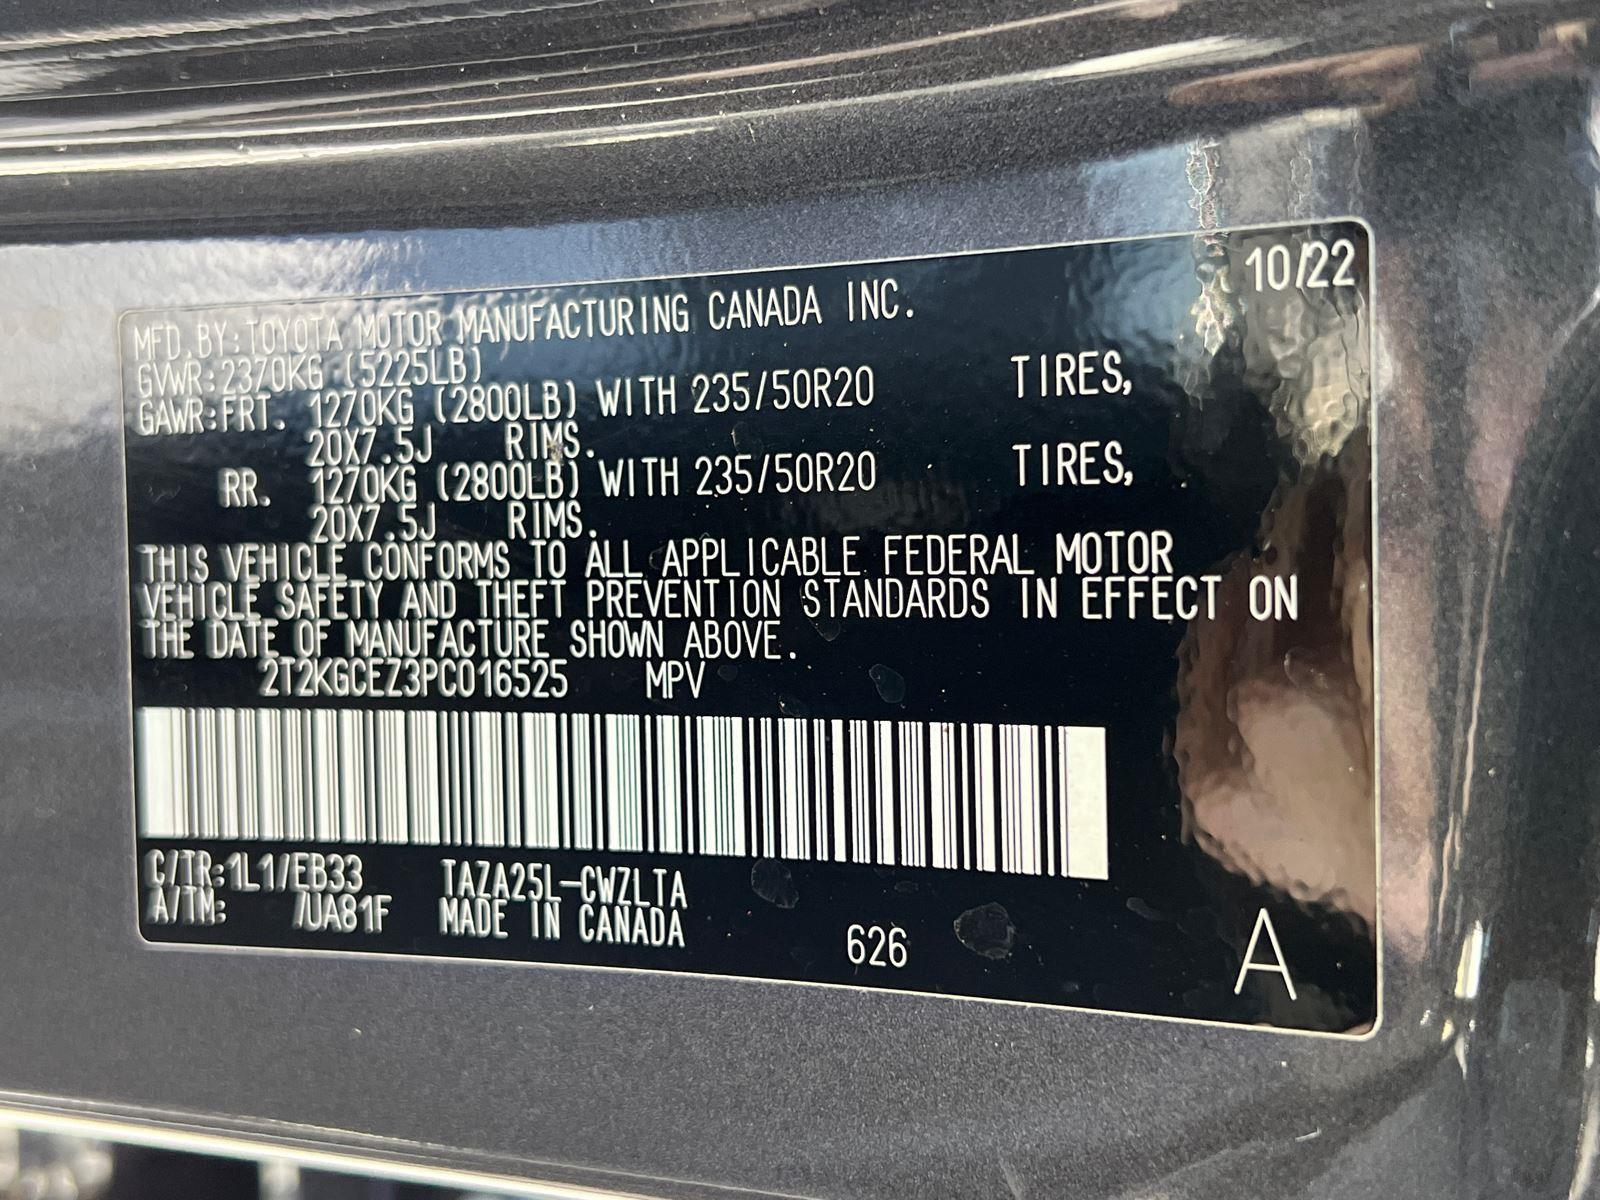 10/22
MFD.BY:TOYOTA MOTOR MANUFACTURING CANADA INC.
GVWR:2370KG (5225LB)
GAWR:FRT. 1270KG (2800LB) WITH 235/50R20 TIRES,
20X7.5J RIMS.
RR. 1270KG (2800LB) WITH 235/50R20 TIRES,
20X7.5J RIMS.
THIS VEHICLE CONFORMS TO ALL APPLICABLE FEDERAL MOTOR
VEHICLE SAFETY AND THEFT PREVENTION STANDARDS IN EFFECT ON
THE DATE OF MANUFACTURE SHOWN ABOVE.
2T2KGCEZ3PC016525 MPV
C/TR:1L1/EB33 TAZA25L-CWZLTA
A/TM: /UA81F MADE IN CANADA
626
A